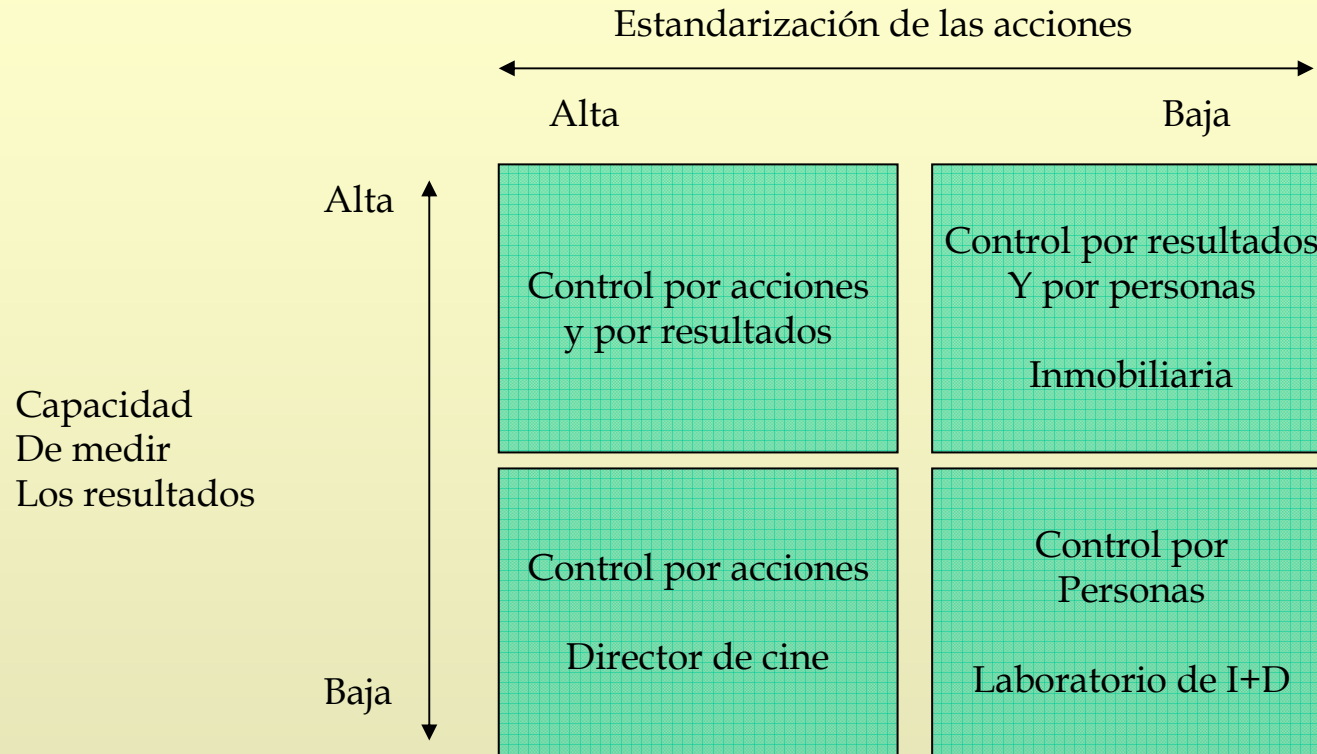 Estandarización de las acciones
Alta
Baja
Alta
Control por acciones
y por resultados
Control por resultados
Y por personas
Inmobiliaria
Capacidad
De medir
Los resultados
Control por acciones
Director de cine
Control por
Personas
Laboratorio de I+D
Baja